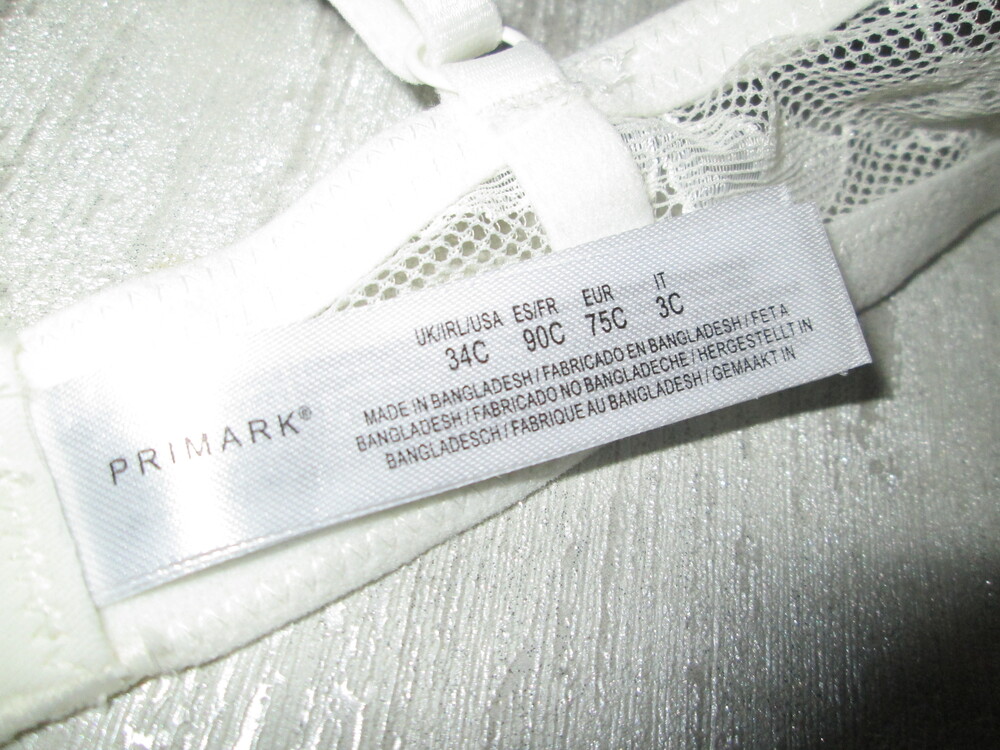 PRIMARK®
UK/IRL/USA ES/FR EUR IT
34C 90C 75C 3C
MADE IN BANGLADESH / FABRICADO EN BANGLADESH / FET A
BANGLADESH / FABRICADO NO BANGLADECHE / HERGESTELLT IN
BANGLADESCH / FABRIQUE AU BANGLADESH / GEMAAKT IN